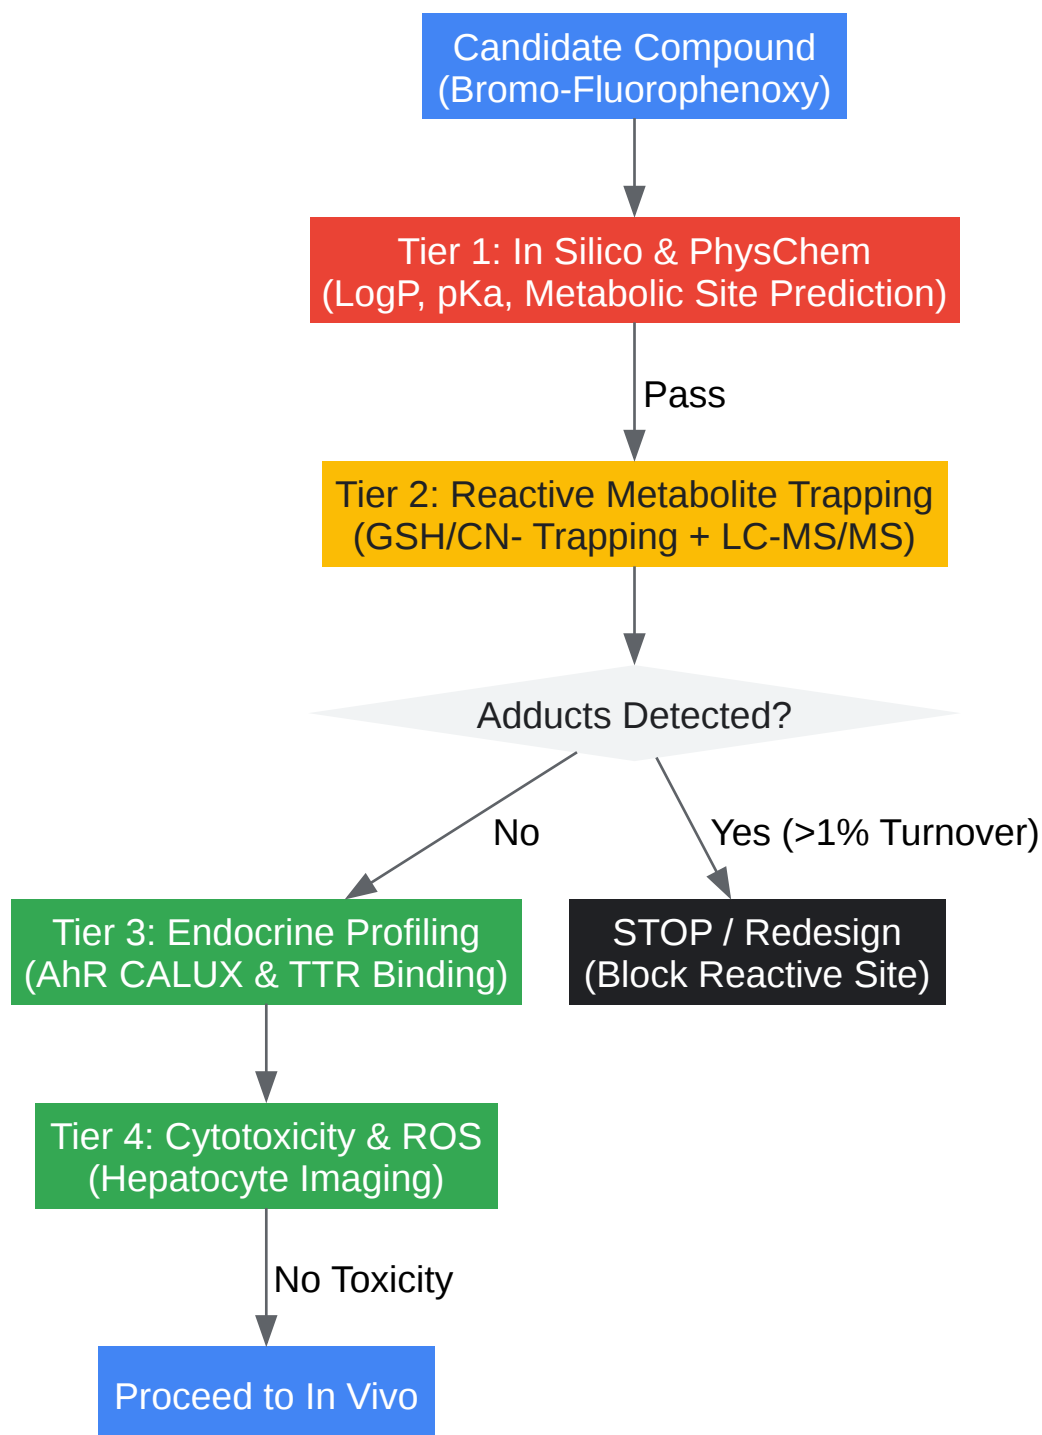 Candidate Compound
(Bromo-Fluorophenoxy)
Tier 1: In Silico & PhysChem
(LogP, pKa, Metabolic Site Prediction)
Pass
Tier 2: Reactive Metabolite Trapping
(GSH/CN- Trapping + LC-MS/MS)
Adducts Detected?
No
Yes (>1% Turnover)
Tier 3: Endocrine Profiling
(AhR CALUX & TTR Binding)
STOP / Redesign
(Block Reactive Site)
Tier 4: Cytotoxicity & ROS
(Hepatocyte Imaging)
No Toxicity
Proceed to In Vivo